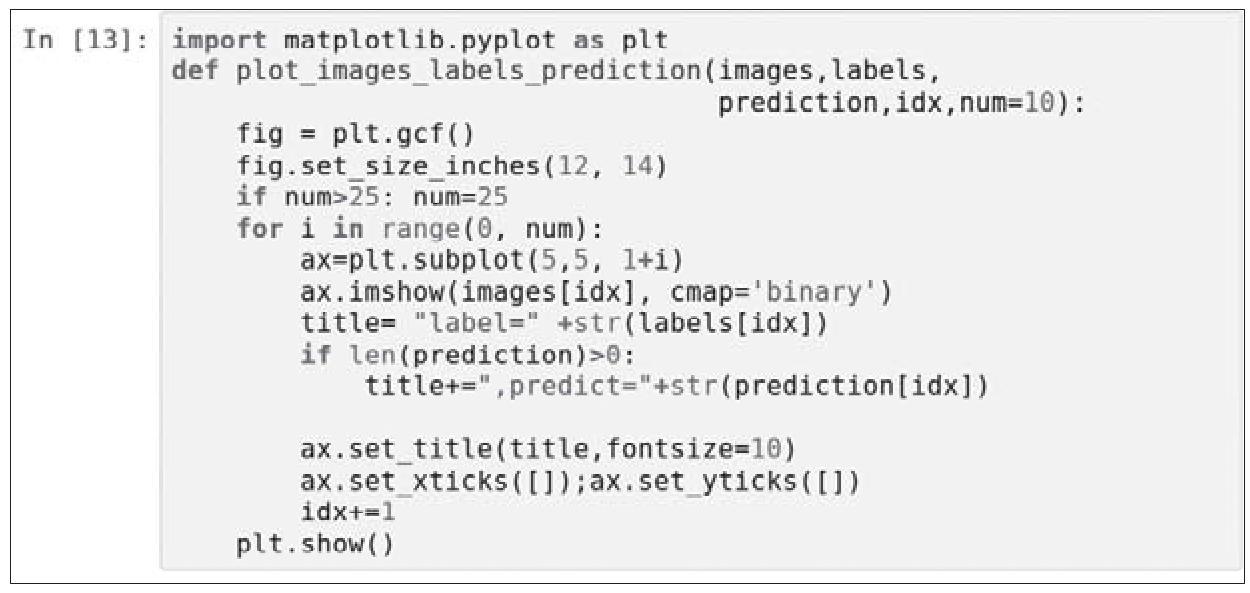 In [13]: import matplotlib.pyplot as plt
def plot_images_labels_prediction(images,labels,
                                  prediction,idx,num=10):
    fig = plt.gcf()
    fig.set_size_inches(12, 14)
    if num>25: num=25
    for i in range(0, num):
        ax=plt.subplot(5,5, 1+i)
        ax.imshow(images[idx], cmap='binary')
        title= "label=" +str(labels[idx])
        if len(prediction)>0:
            title+=",predict="+str(prediction[idx])
        ax.set_title(title,fontsize=10)
        ax.set_xticks([]);ax.set_yticks([])
        idx+=1
    plt.show()